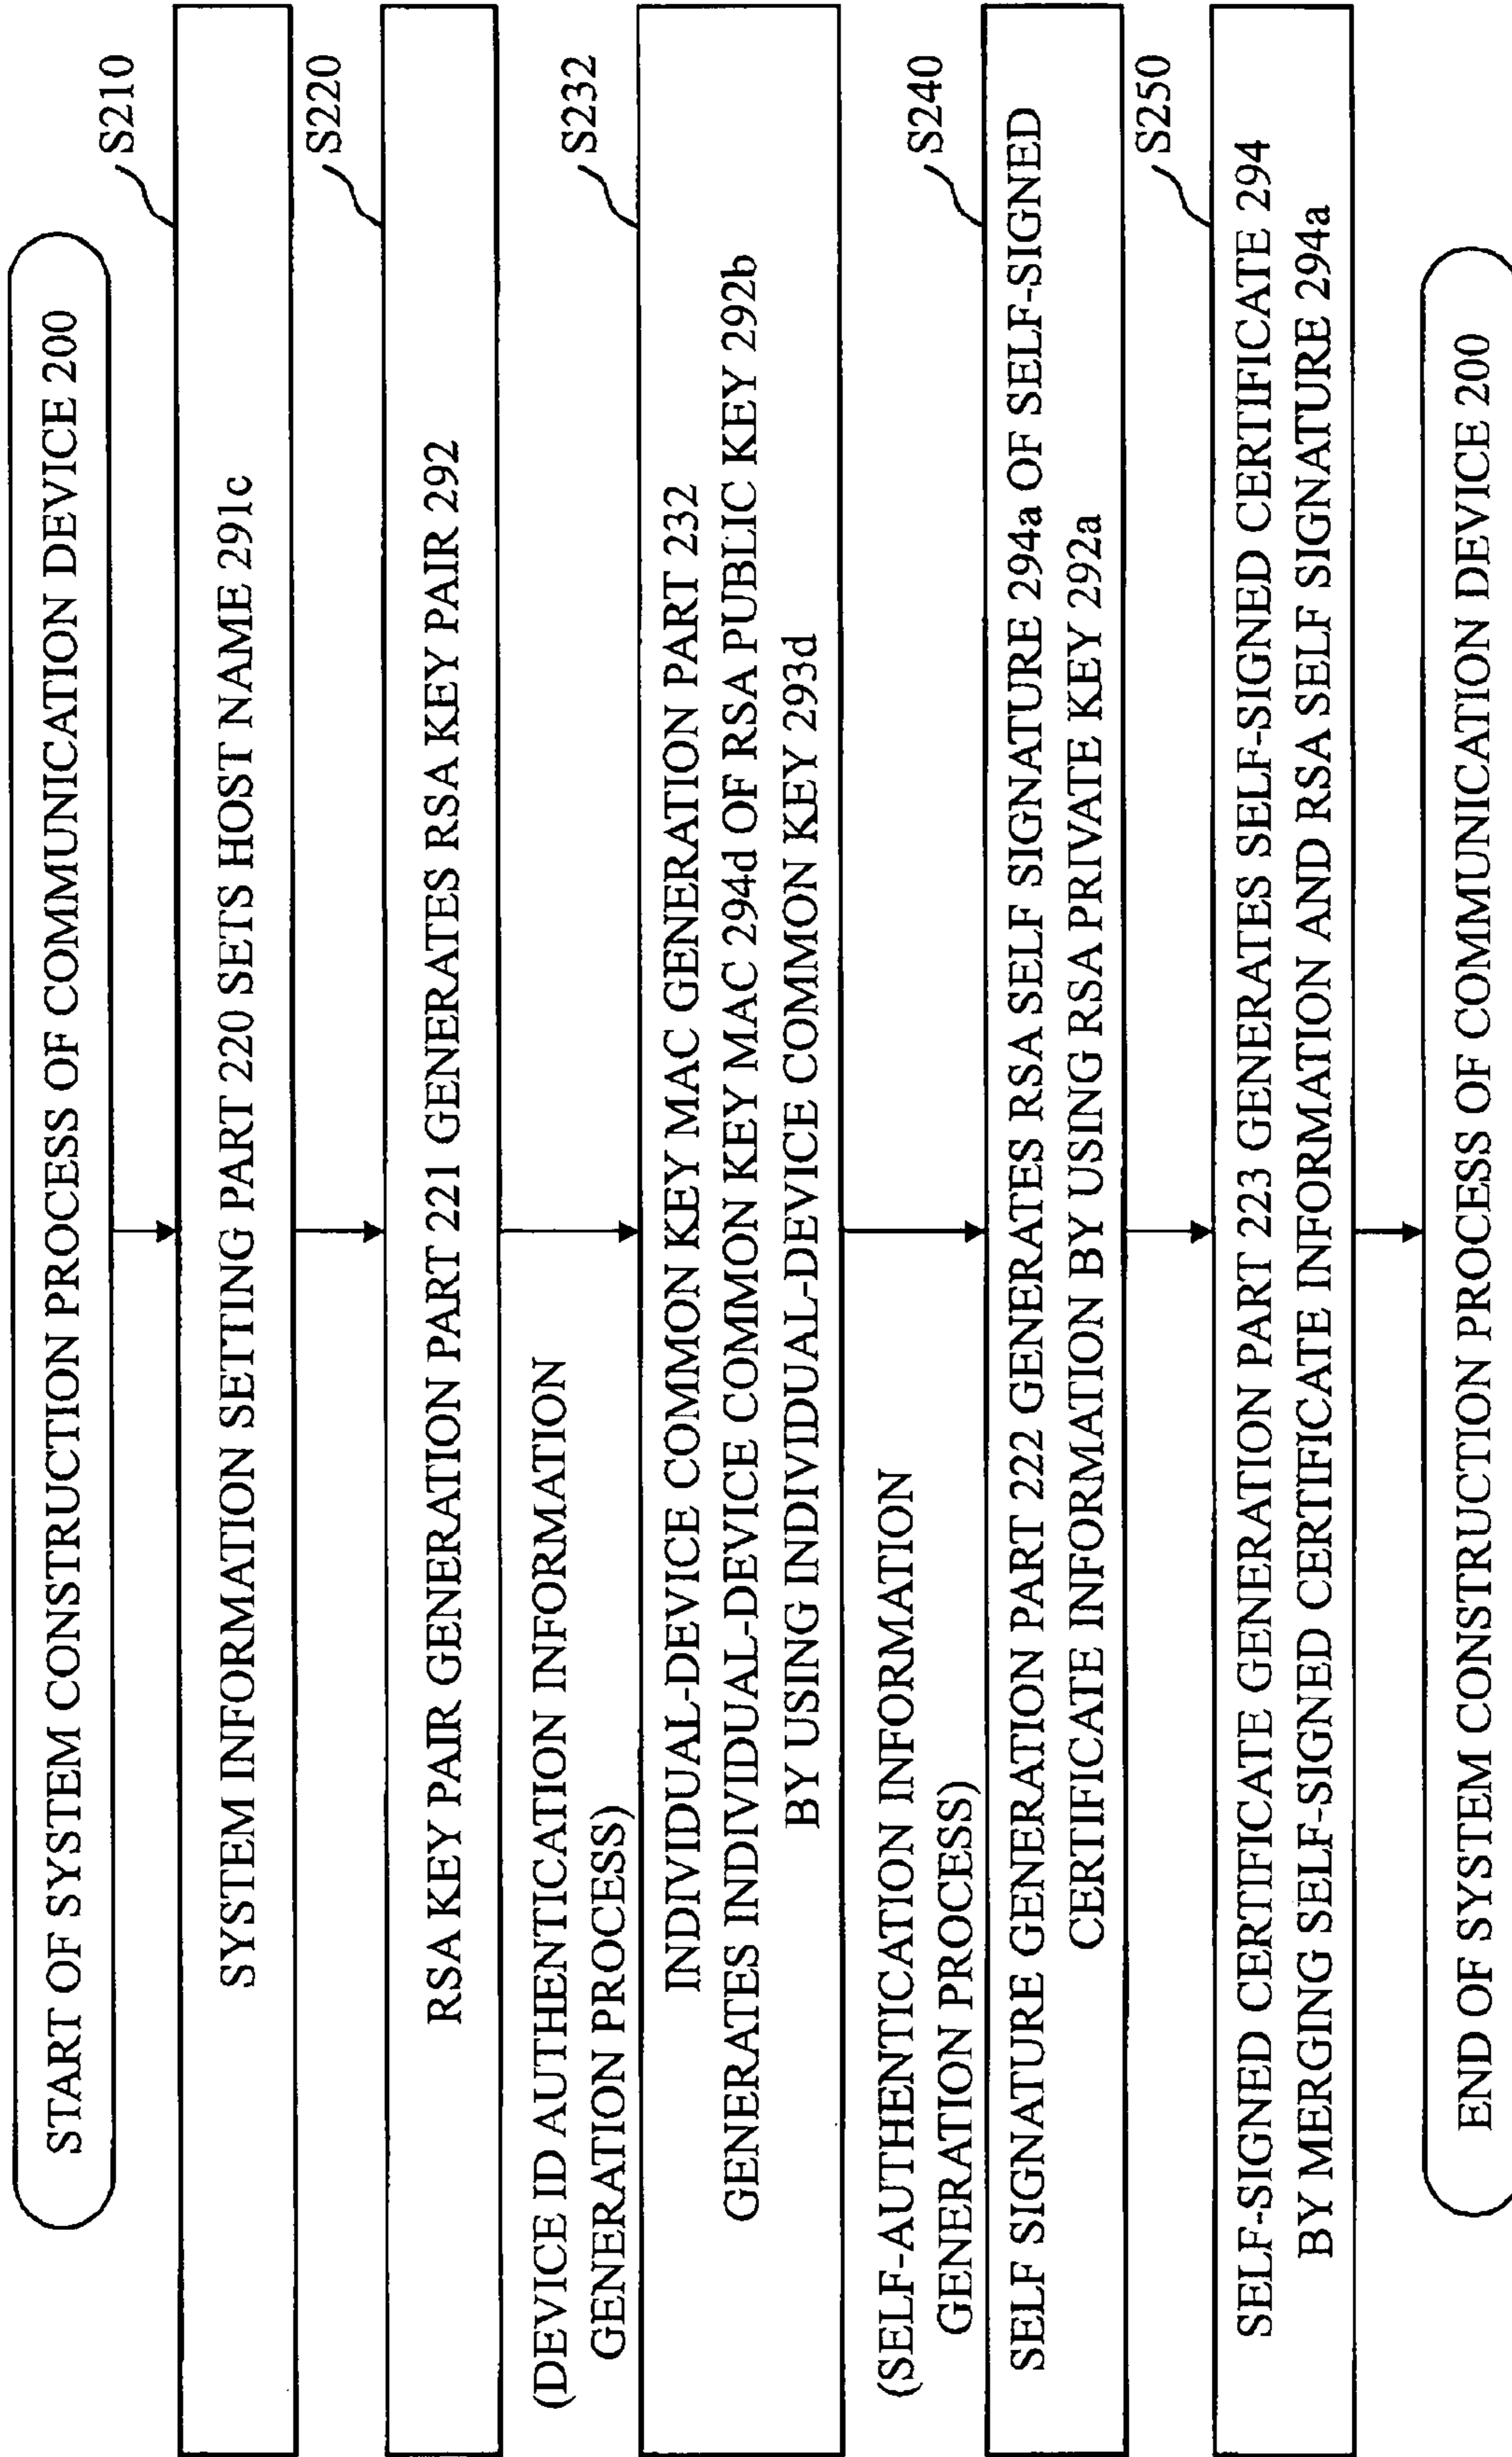 START OF SYSTEM CONSTRUCTION PROCESS OF COMMUNICATION DEVICE 200
S210
SYSTEM INFORMATION SETTING PART 220 SETS HOST NAME 291c
S220
RSA KEY PAIR GENERATION PART 221 GENERATES RSA KEY PAIR 292
(DEVICE ID AUTHENTICATION INFORMATION
GENERATION PROCESS)
S232
INDIVIDUAL-DEVICE COMMON KEY MAC GENERATION PART 232
GENERATES INDIVIDUAL-DEVICE COMMON KEY MAC 294d OF RSA PUBLIC KEY 292b
BY USING INDIVIDUAL-DEVICE COMMON KEY 293d
(SELF-AUTHENTICATION INFORMATION
GENERATION PROCESS)
S240
SELF SIGNATURE GENERATION PART 222 GENERATES RSA SELF SIGNATURE 294a OF SELF-SIGNED
CERTIFICATE INFORMATION BY USING RSA PRIVATE KEY 292a
S250
SELF-SIGNED CERTIFICATE GENERATION PART 223 GENERATES SELF-SIGNED CERTIFICATE 294
BY MERGING SELF-SIGNED CERTIFICATE INFORMATION AND RSA SELF SIGNATURE 294a
END OF SYSTEM CONSTRUCTION PROCESS OF COMMUNICATION DEVICE 200